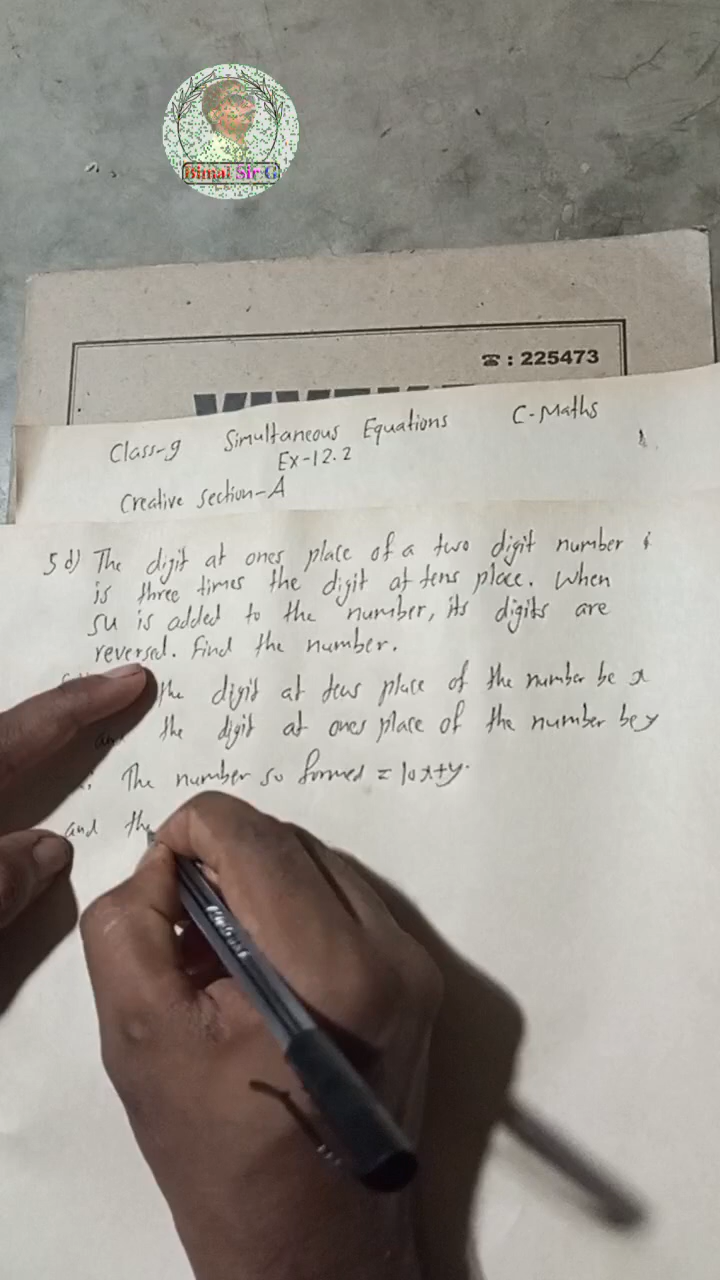 Bimal Sir G
☎ : 225473
Class-9 Simultaneous Equations C-Maths
Ex-12.2
Creative section-A
5 d) The digit at ones place of a two digit number
is three times the digit at tens place. When
54 is added to the number, its digits are
reversed. Find the number.
the digit at tens place of the number be x
and the digit at ones place of the number be y
∴ The number so formed = 10x+y.
and the